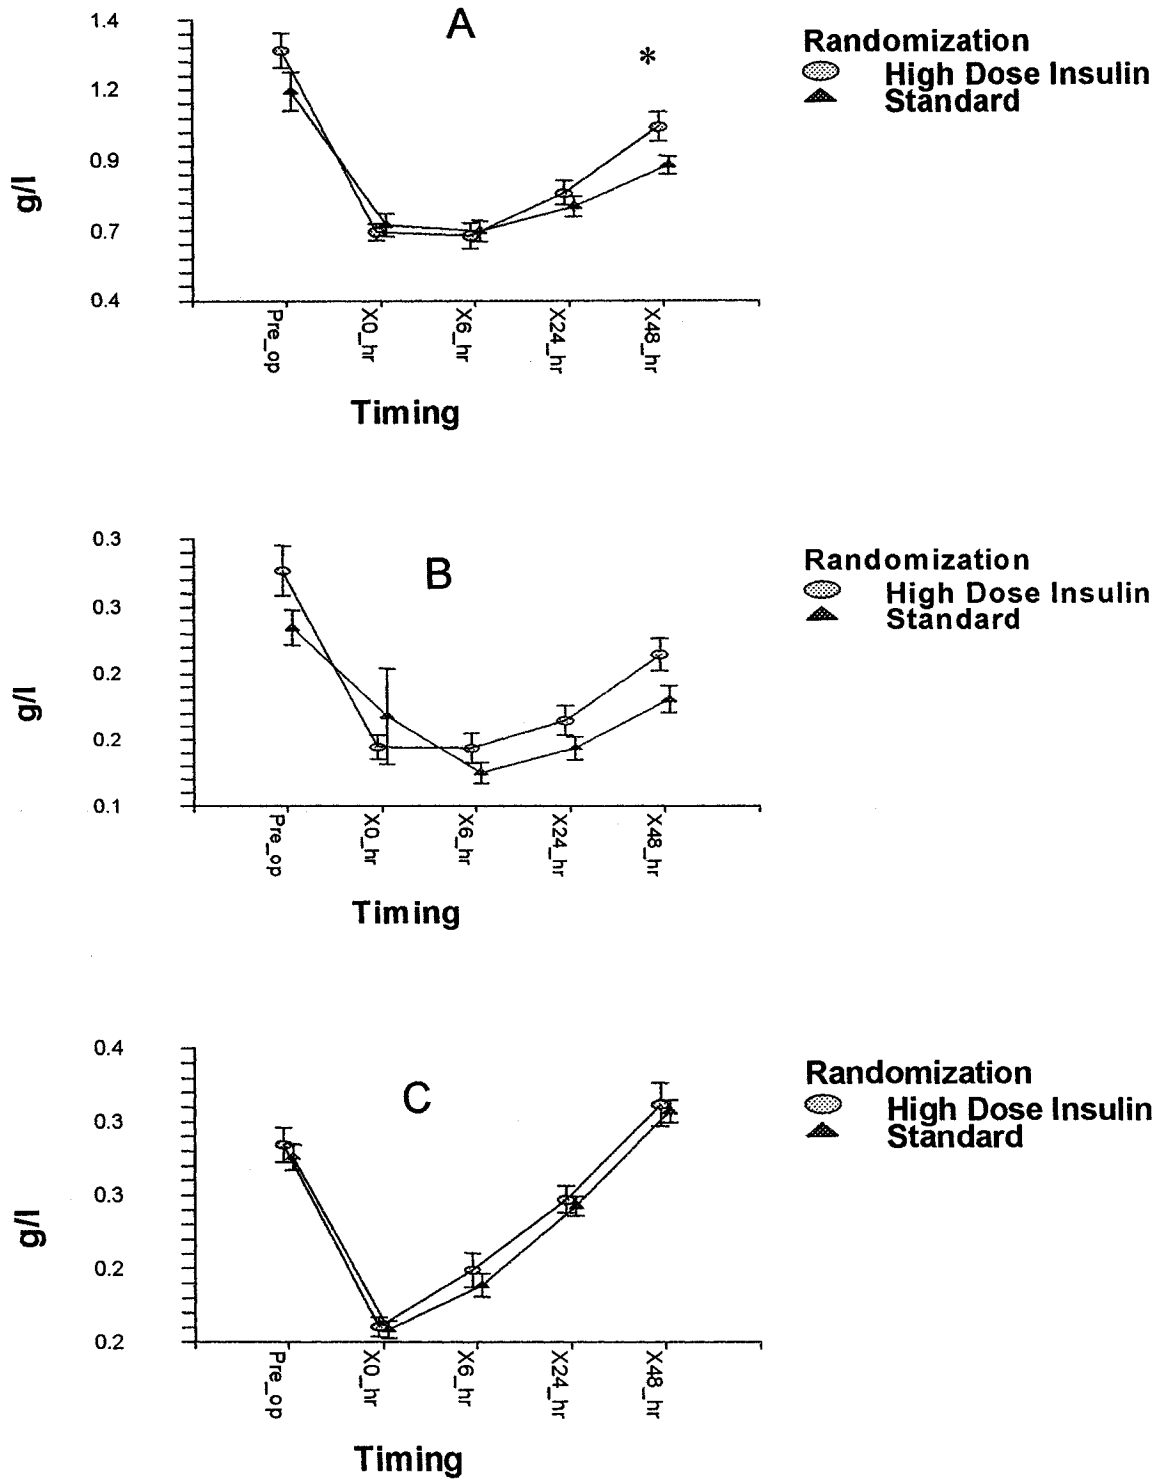 A
1.4
1.2
0.9
0.7
0.4
g/l
*
Pre_op
X0_hr
X6_hr
X24_hr
X48_hr
Timing
Randomization
High Dose Insulin
Standard
B
0.3
0.3
0.2
0.2
0.1
g/l
Pre_op
X0_hr
X6_hr
X24_hr
X48_hr
Timing
Randomization
High Dose Insulin
Standard
C
0.4
0.3
0.3
0.2
0.2
g/l
Pre_op
X0_hr
X6_hr
X24_hr
X48_hr
Timing
Randomization
High Dose Insulin
Standard